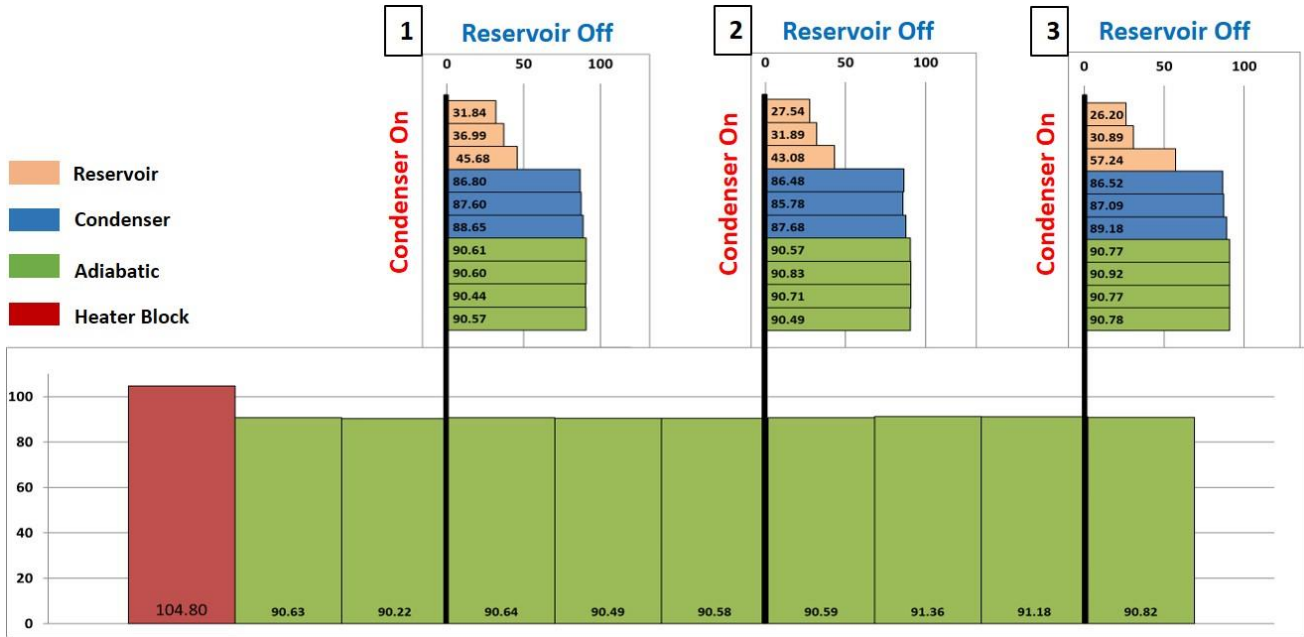 1 Reservoir Off
0 50 100
Condenser On
31.84
36.99
45.68
86.80
87.60
88.65
90.61
90.60
90.44
90.57
2 Reservoir Off
0 50 100
Condenser On
27.54
31.89
43.08
86.48
85.78
87.68
90.57
90.83
90.71
90.49
3 Reservoir Off
0 50 100
Condenser On
26.20
30.89
57.24
86.52
87.09
89.18
90.77
90.92
90.77
90.78
Reservoir
Condenser
Adiabatic
Heater Block
100
80
60
40
20
0
104.80 90.63 90.22 90.64 90.49 90.58 90.59 91.36 91.18 90.82